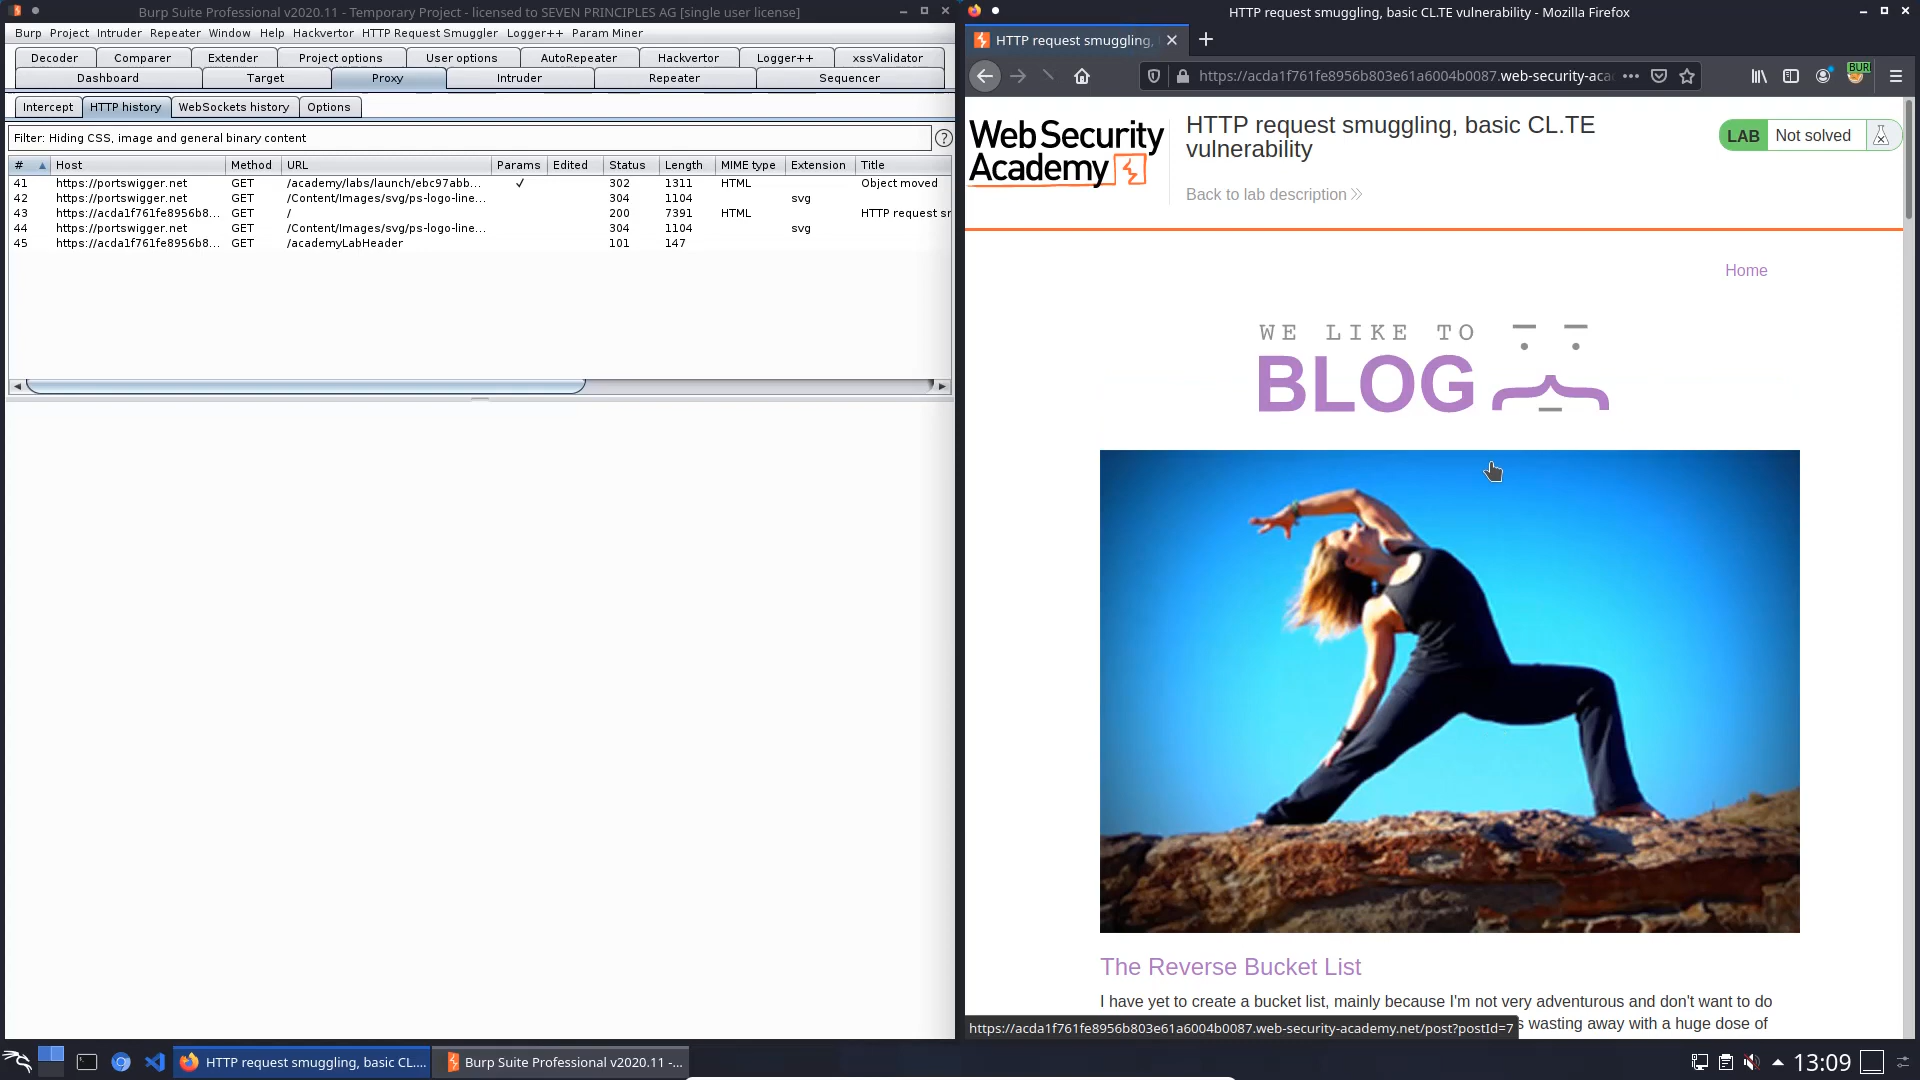 Burp Suite Professional v2020.11 - Temporary Project - licensed to SEVEN PRINCIPLES AG [single user license]
Burp Project Intruder Repeater Window Help Hackvertor HTTP Request Smuggler Logger++ Param Miner
Decoder Comparer Extender Project options User options AutoRepeater Hackvertor Logger++ xssValidator
Dashboard Target Proxy Intruder Repeater Sequencer
Intercept HTTP history WebSockets history Options
Filter: Hiding CSS, image and general binary content ?
# Host Method URL Params Edited Status Length MIME type Extension Title
41 https://portswigger.net GET /academy/labs/launch/ebc97abb... ✓ 302 1311 HTML Object moved
42 https://portswigger.net GET /Content/Images/svg/ps-logo-line... 304 1104 svg
43 https://acda1f761fe8956b8... GET / 200 7391 HTML HTTP request sr
44 https://portswigger.net GET /Content/Images/svg/ps-logo-line... 304 1104 svg
45 https://acda1f761fe8956b8... GET /academyLabHeader 101 147
HTTP request smuggling, basic CL.TE vulnerability - Mozilla Firefox
HTTP request smuggling,
https://acda1f761fe8956b803e61a6004b0087.web-security-aca
BUR
Web Security
Academy
HTTP request smuggling, basic CL.TE
vulnerability
Back to lab description
LAB Not solved
Home
WE LIKE TO
BLOG
The Reverse Bucket List
I have yet to create a bucket list, mainly because I'm not very adventurous and don't want to do
s wasting away with a huge dose of
https://acda1f761fe8956b803e61a6004b0087.web-security-academy.net/post?postId=7
HTTP request smuggling, basic CL.... Burp Suite Professional v2020.11 -... 13:09